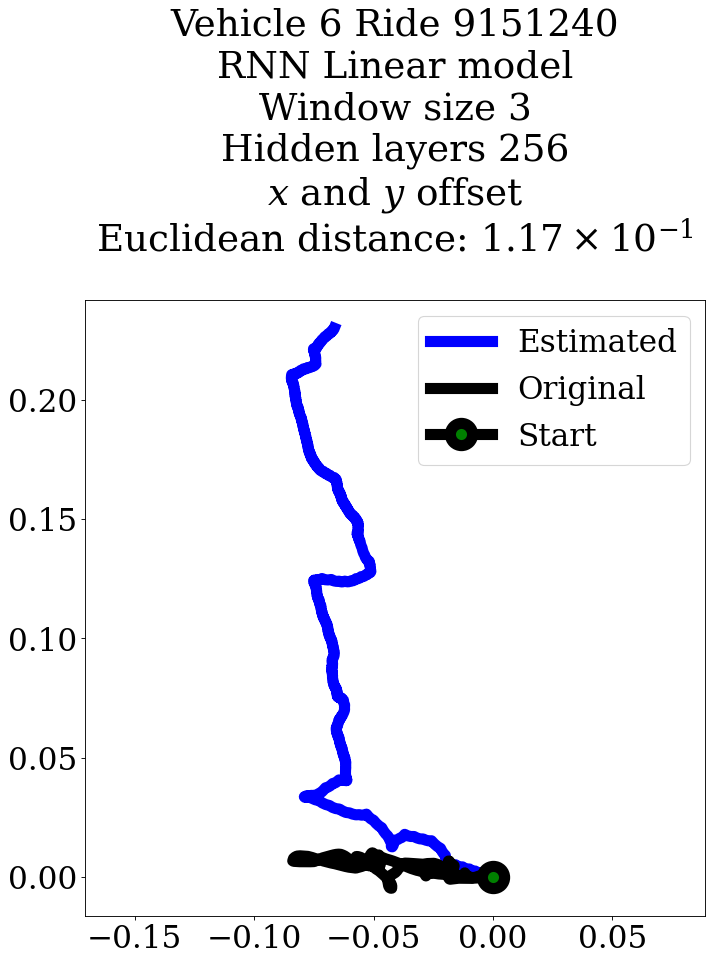 Vehicle 6 Ride 9151240
RNN Linear model
Window size 3
Hidden layers 256
x and y offset
Euclidean distance: 1.17 × 10⁻¹
Estimated
Original
Start
0.20
0.15
0.10
0.05
0.00
−0.15 −0.10 −0.05 0.00 0.05